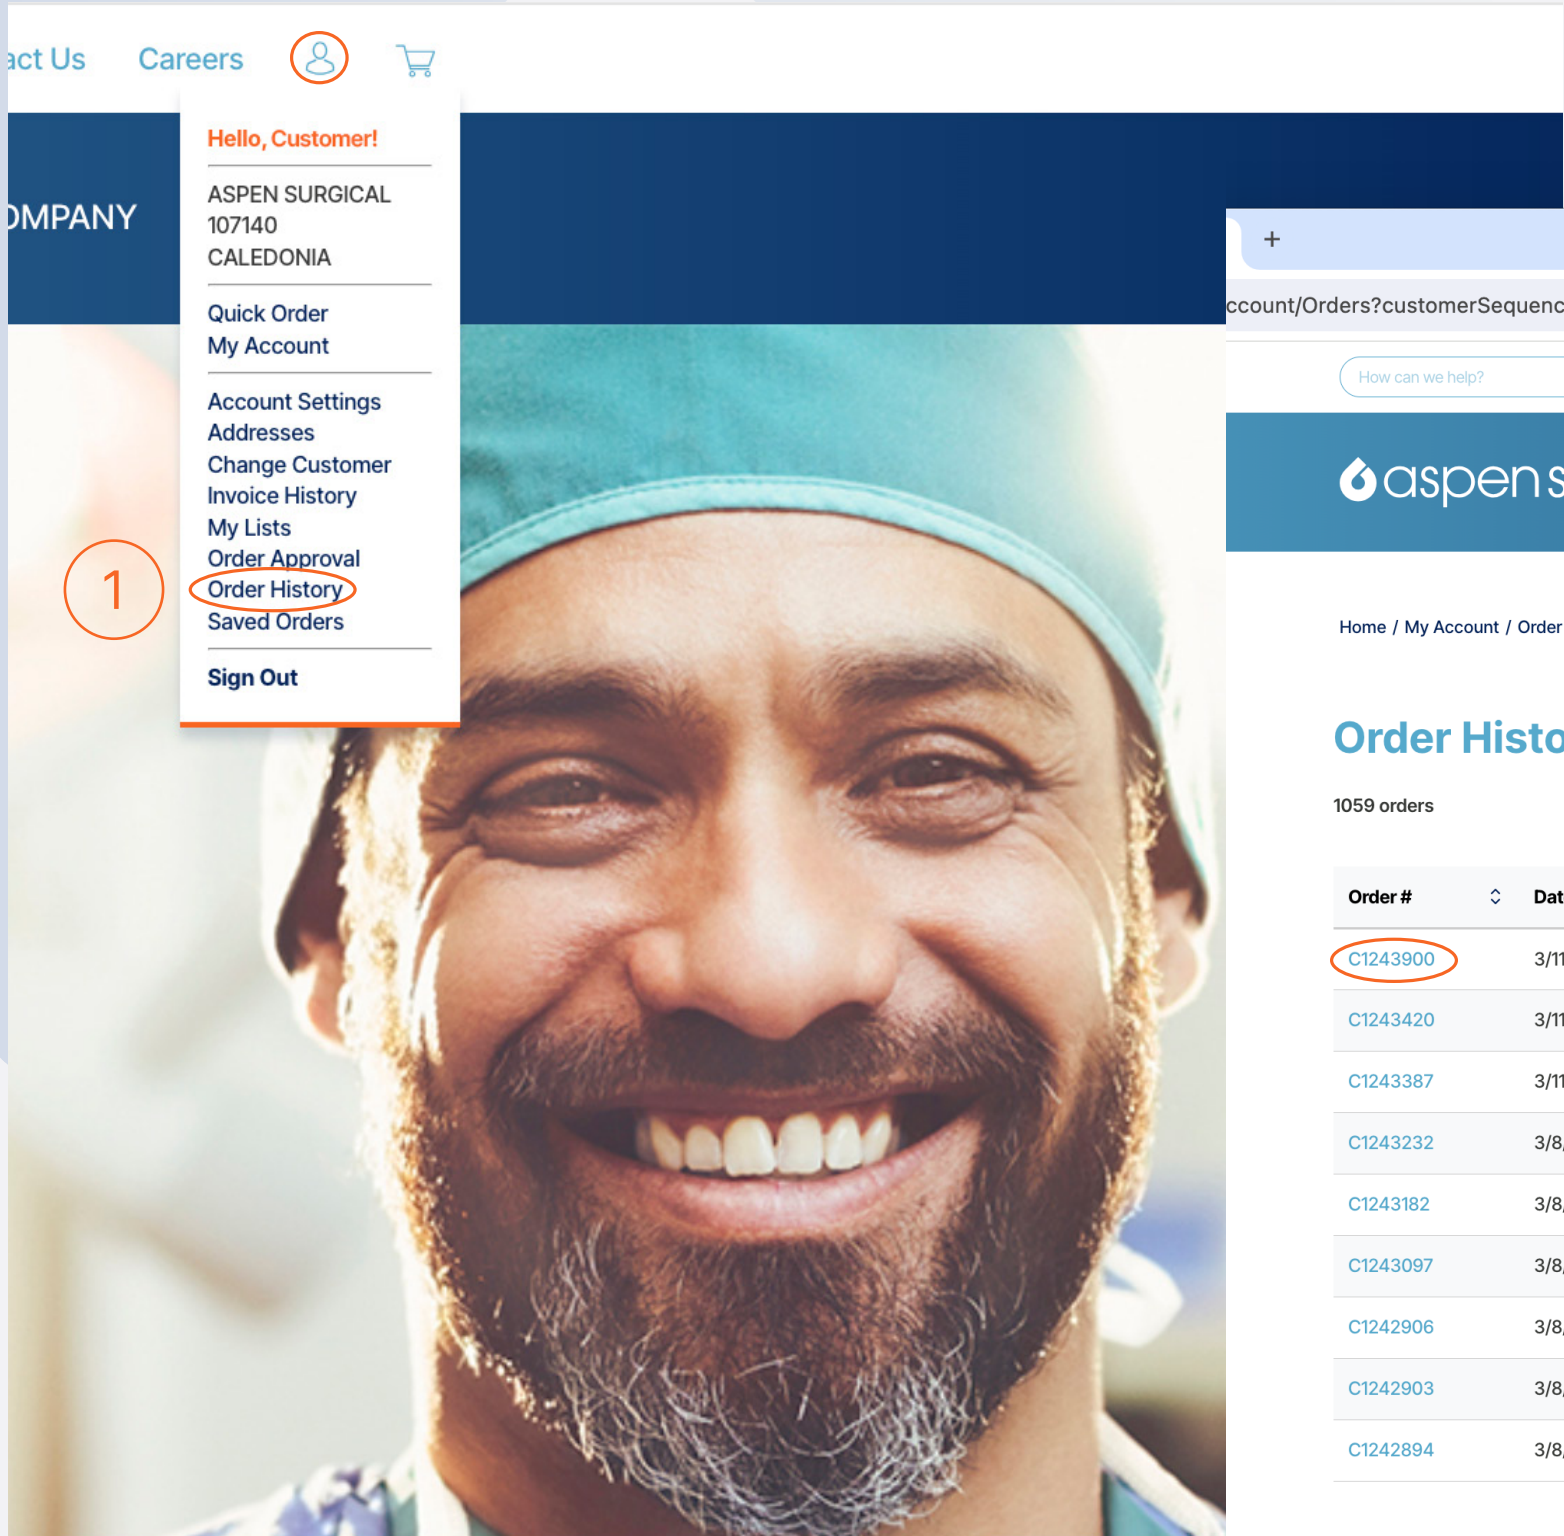 act Us Careers
Hello, Customer!
ASPEN SURGICAL
107140
CALEDONIA
Quick Order
My Account
Account Settings
Addresses
Change Customer
Invoice History
My Lists
Order Approval
1
Order History
Saved Orders
Sign Out
OMPANY
+
ccount/Orders?customerSequenc
How can we help?
aspen s
Home / My Account / Order
Order Histo
1059 orders
Order # Dat
C1243900 3/11
C1243420 3/11
C1243387 3/11
C1243232 3/8,
C1243182 3/8,
C1243097 3/8,
C1242906 3/8,
C1242903 3/8,
C1242894 3/8,